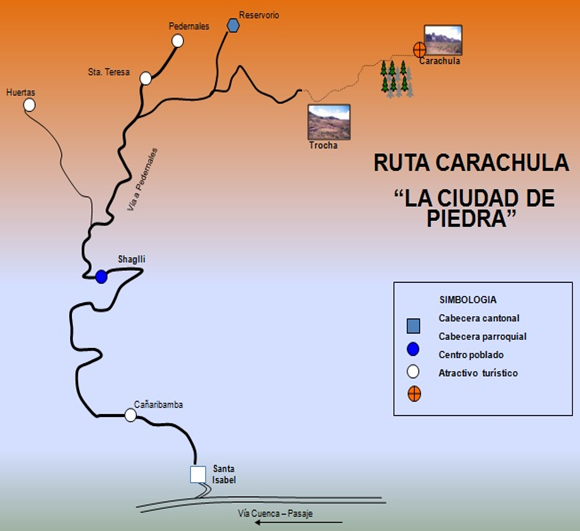 Reservorio
Pedernales
Carachula
Sta. Teresa
Huertas
Trocha
Vía a Pedernales
RUTA CARACHULA
“LA CIUDAD DE
PIEDRA”
Shaglli
SIMBOLOGIA
Cabecera cantonal
Cabecera parroquial
Centro poblado
Atractivo turístico
Cañaribamba
Santa
Isabel
Vía Cuenca – Pasaje